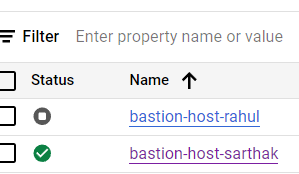 Filter Enter property name or value
Status Name
bastion-host-rahul
bastion-host-sarthak